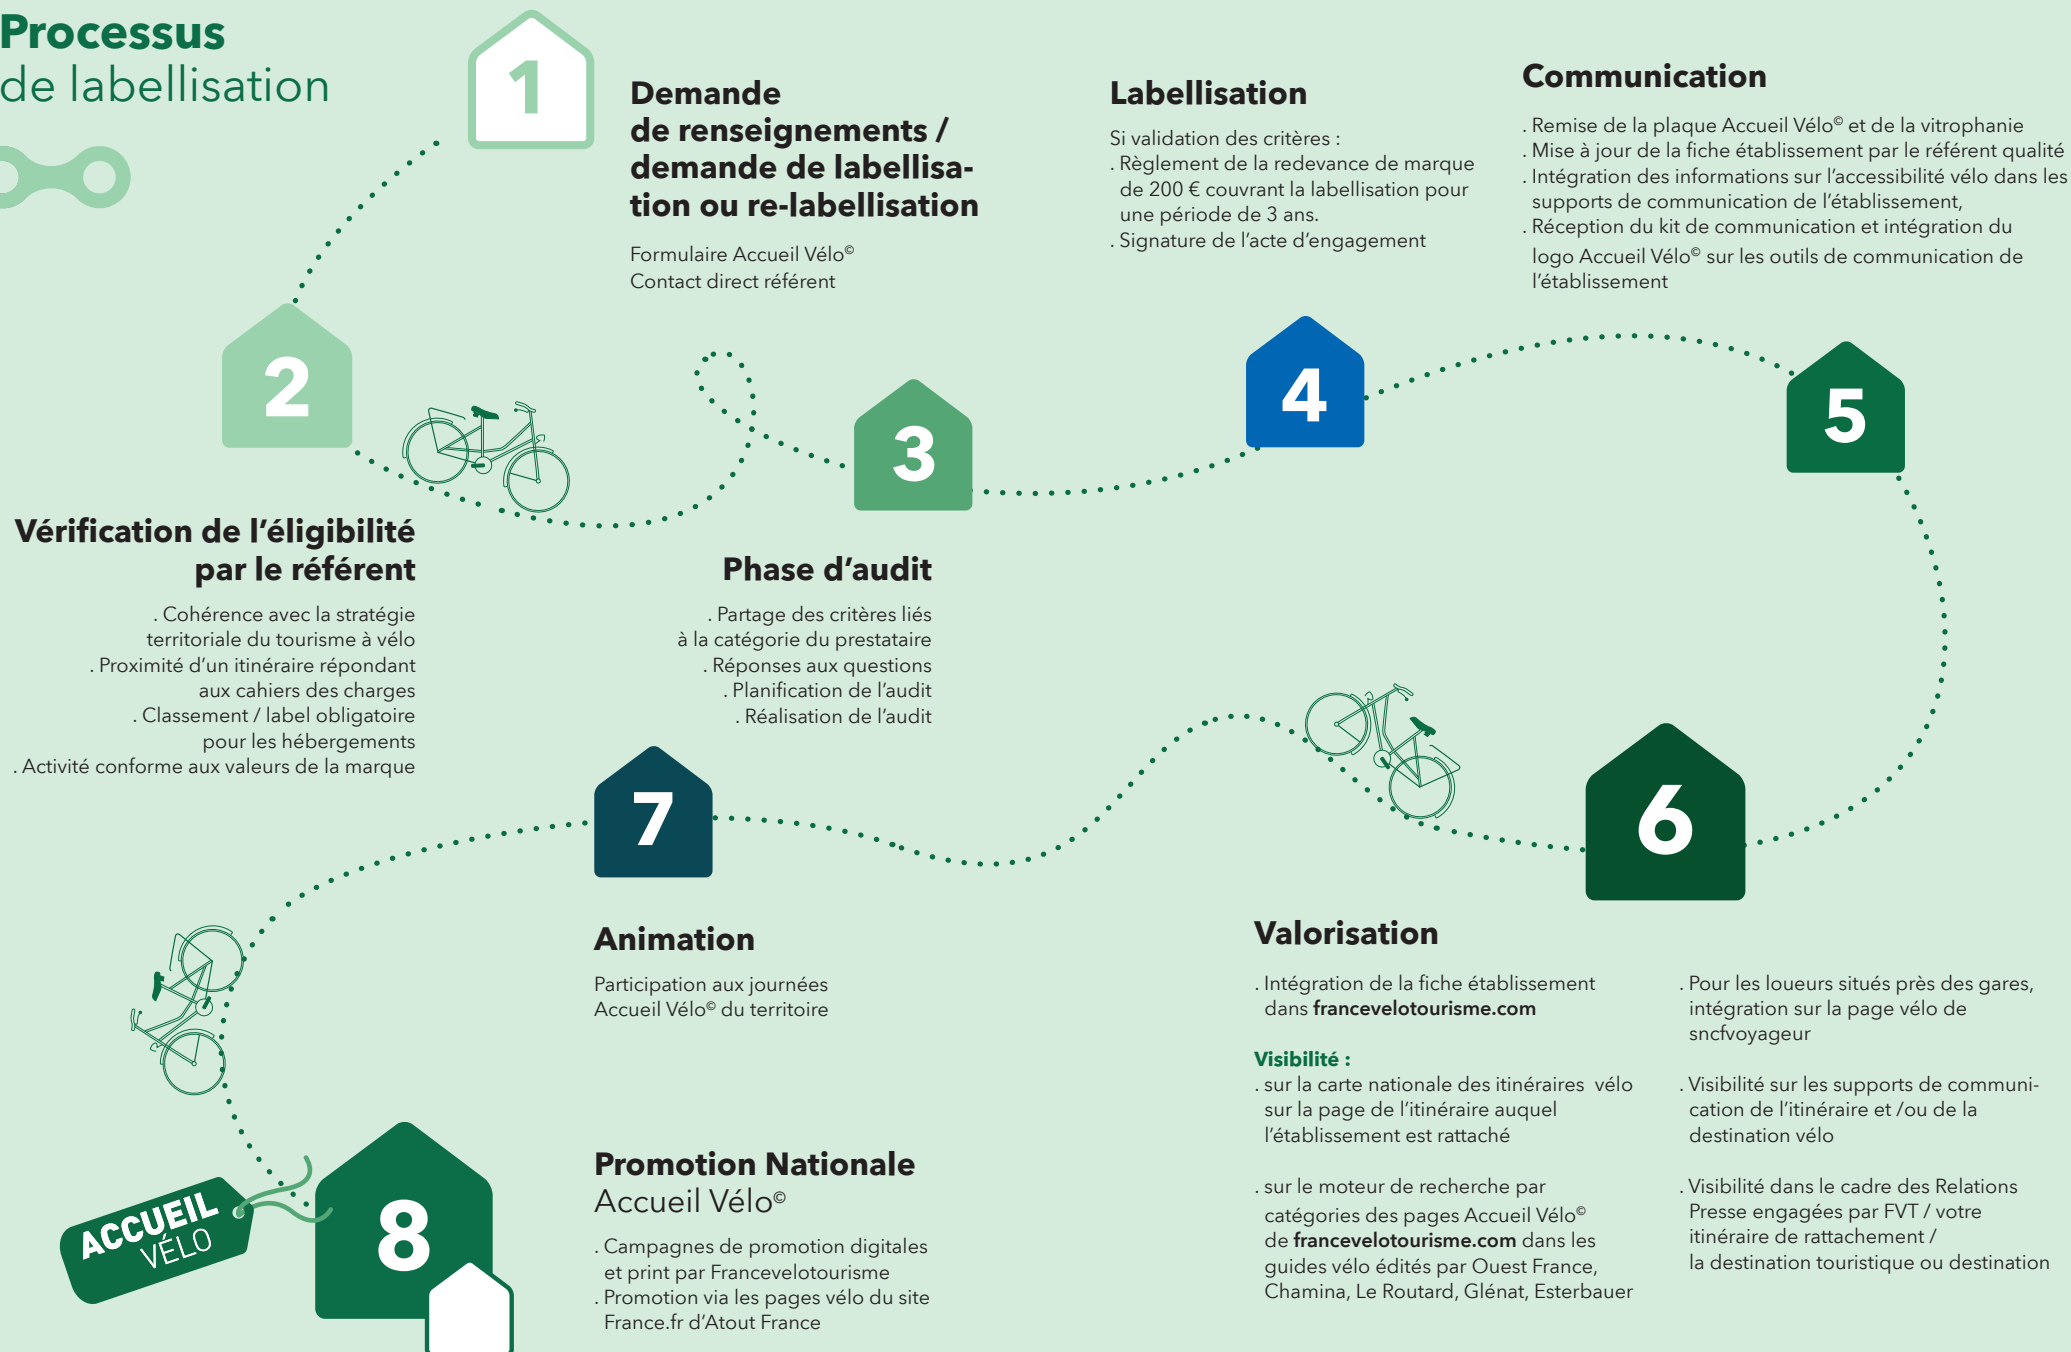 Processus
de labellisation
1
Demande
de renseignements /
demande de labellisa-
tion ou re-labellisation
Formulaire Accueil Vélo©
Contact direct référent
2
Vérification de l’éligibilité
par le référent
. Cohérence avec la stratégie
territoriale du tourisme à vélo
. Proximité d’un itinéraire répondant
aux cahiers des charges
. Classement / label obligatoire
pour les hébergements
. Activité conforme aux valeurs de la marque
3
Phase d’audit
. Partage des critères liés
à la catégorie du prestataire
. Réponses aux questions
. Planification de l’audit
. Réalisation de l’audit
Labellisation
Si validation des critères :
. Règlement de la redevance de marque
de 200 € couvrant la labellisation pour
une période de 3 ans.
. Signature de l’acte d’engagement
4
Communication
. Remise de la plaque Accueil Vélo© et de la vitrophanie
. Mise à jour de la fiche établissement par le référent qualité
. Intégration des informations sur l’accessibilité vélo dans les
supports de communication de l’établissement,
. Réception du kit de communication et intégration du
logo Accueil Vélo© sur les outils de communication de
l’établissement
5
6
Valorisation
. Intégration de la fiche établissement
dans francevelotourisme.com
Visibilité :
. sur la carte nationale des itinéraires  vélo
sur la page de l’itinéraire auquel
l’établissement est rattaché
. sur le moteur de recherche par
catégories des pages Accueil Vélo©
de francevelotourisme.com dans les
guides vélo édités par Ouest France,
Chamina, Le Routard, Glénat, Esterbauer
. Pour les loueurs situés près des gares,
intégration sur la page vélo de
sncfvoyageur
. Visibilité sur les supports de communi-
cation de l’itinéraire et /ou de la
destination vélo
. Visibilité dans le cadre des Relations
Presse engagées par FVT / votre
itinéraire de rattachement /
la destination touristique ou destination
7
Animation
Participation aux journées
Accueil Vélo© du territoire
ACCUEIL
VÉLO
8
Promotion Nationale
Accueil Vélo©
. Campagnes de promotion digitales
et print par Francevelotourisme
. Promotion via les pages vélo du site
France.fr d’Atout France